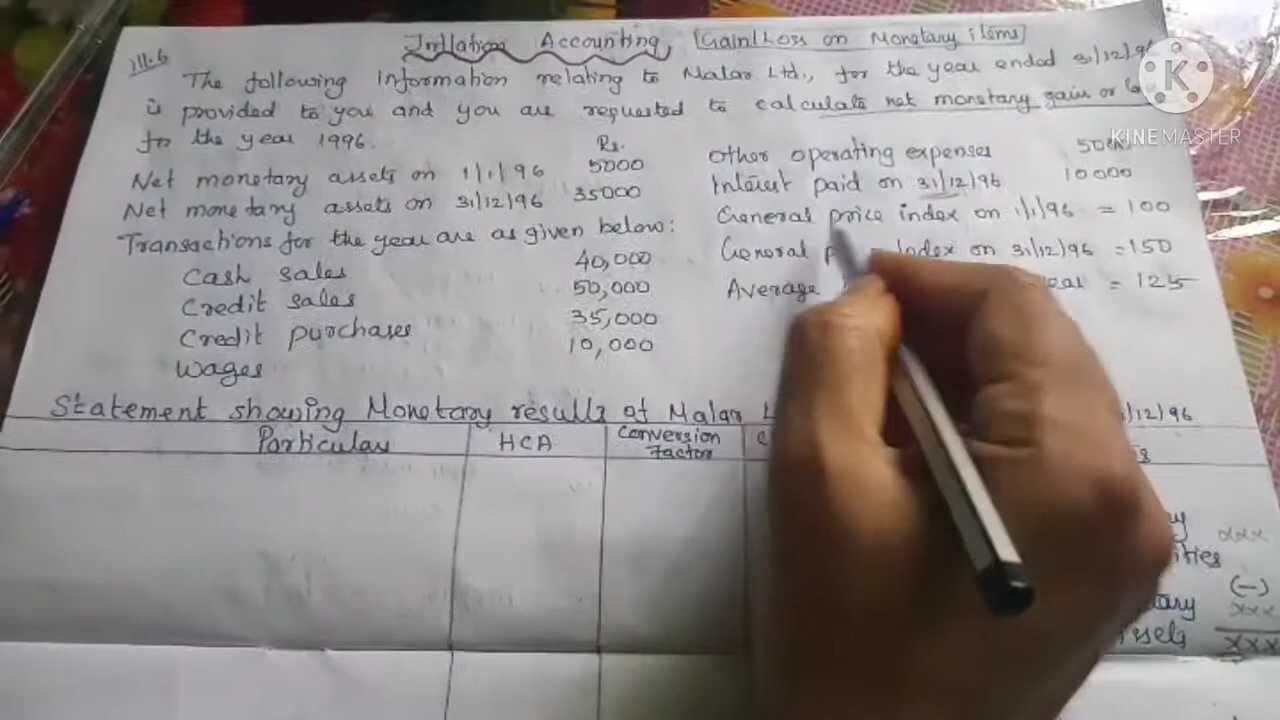 Ill.6
Inflation Accounting [Gain/Loss on Monetary items]
The following information relating to Malar Ltd., for the year ended 31/12/96
is provided to you and you are requested to calculate net monetary gain or
for the year 1996.
Rs.
Net monetary assets on 1/1/96 5000
Net monetary assets on 31/12/96 35000
Transactions for the year are as given below:
Cash sales 40,000
Credit sales 50,000
Credit purchases 35,000
Wages 10,000
Other operating expenses
Interest paid on 31/12/96 10000
General price index on 1/1/96 = 100
General Index on 31/12/96 = 150
Average = 125
K
KINEMASTER
Statement showing Monetary results of Malar 31/12/96
Particulars HCA Conversion Factor
xxx
(-)
xxx
xxx